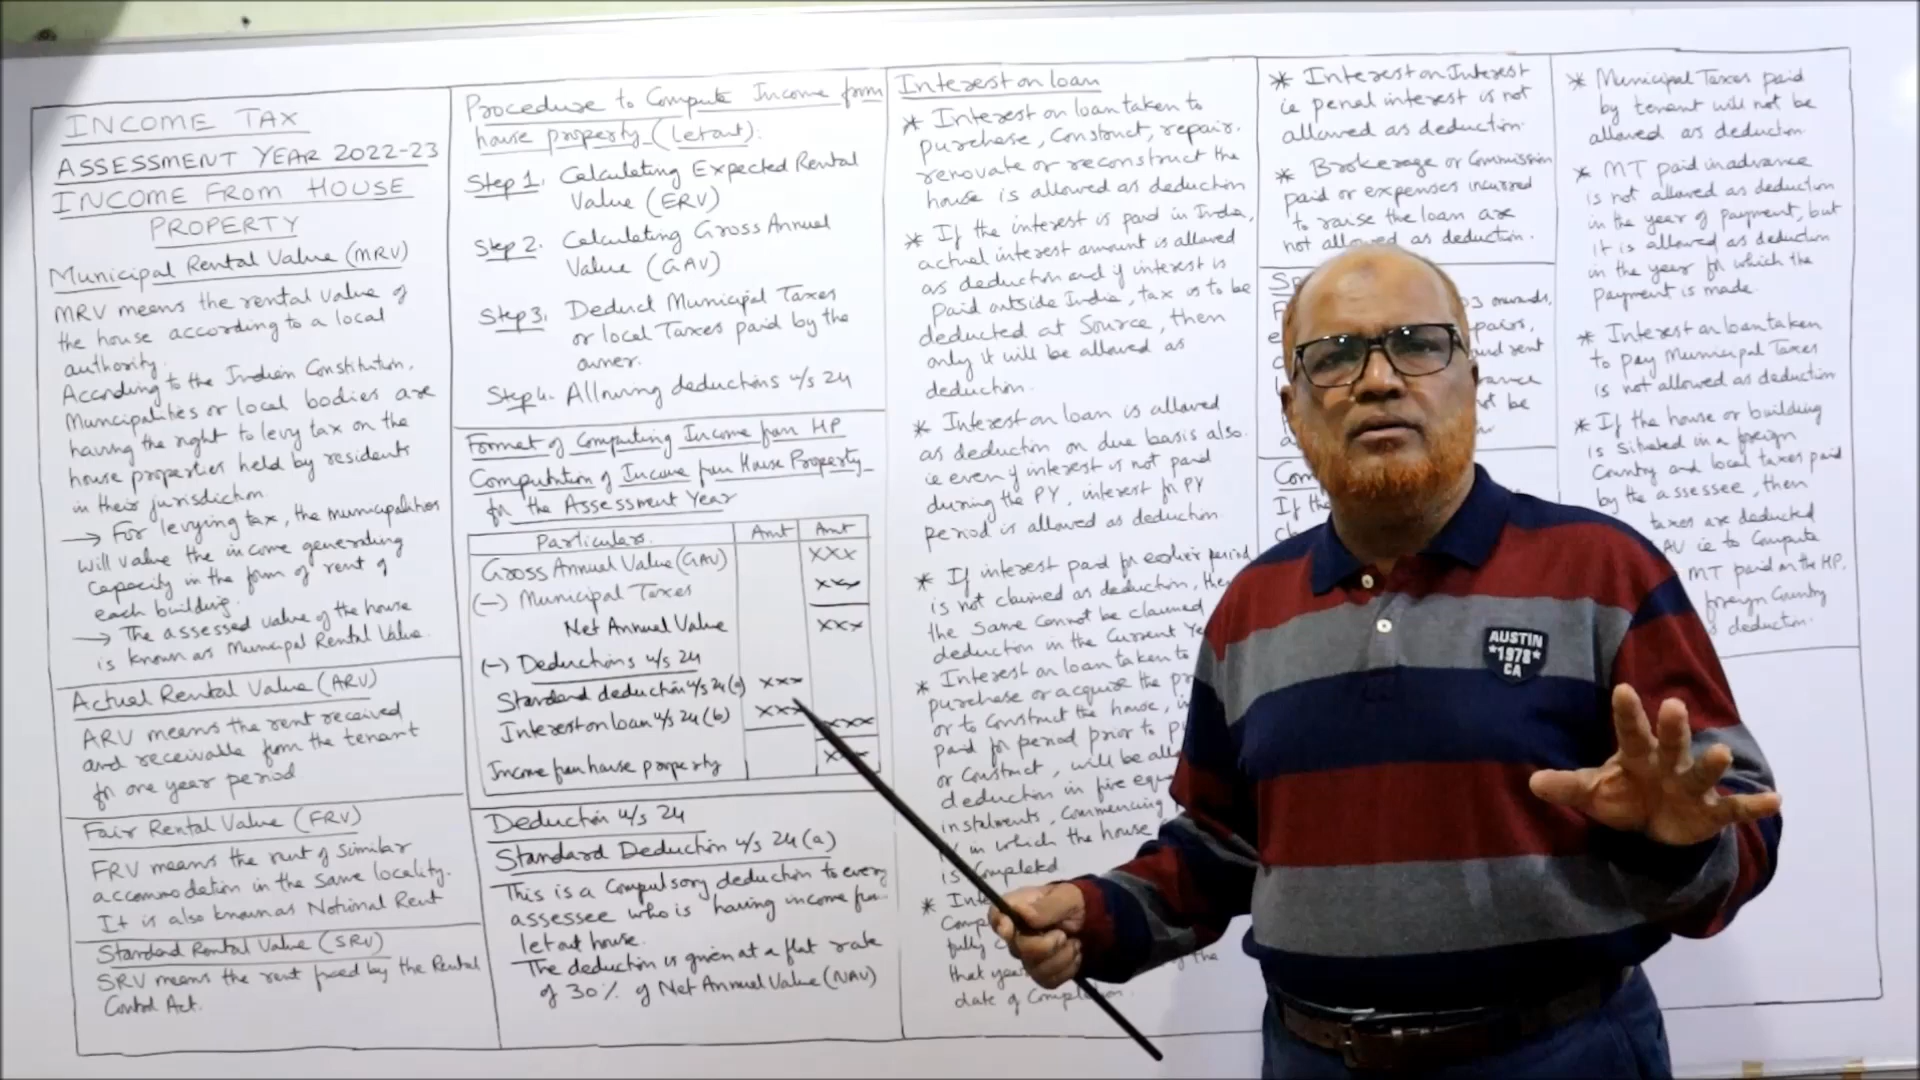 INCOME TAX
ASSESSMENT YEAR 2022-23
INCOME FROM HOUSE
PROPERTY
Municipal Rental Value (MRV)
MRV means the rental value of
the house according to a local
authority.
According to the Indian Constitution,
Municipalities or local bodies are
having the right to levy tax on the
house properties held by residents
in their jurisdiction.
→ For levying tax, the municipalities
will value the income generating
capacity in the form of rent of
each building.
→ The assessed value of the house
is known as Municipal Rental Value.
Actual Rental Value (ARV)
ARV means the rent received
and receivable from the tenant
for one year period
Fair Rental Value (FRV)
FRV means the rent of similar
accommodation in the same locality.
It is also known as Notional Rent
Standard Rental Value (SRV)
SRV means the rent fixed by the Rental
Control Act.
Procedure to Compute Income from
house property (let out).
Step 1. Calculating Expected Rental
Value (ERV)
Step 2. Calculating Gross Annual
Value (GAV)
Step 3. Deduct Municipal Taxes
or local Taxes paid by the
owner.
Step 4. Allowing deductions u/s 24
Format of Computing Income from HP
Computation of Income from House Property
for the Assessment Year
Particulars. Amt Amt
Gross Annual Value (GAV) xxx
(-) Municipal Taxes xxx
Net Annual Value xxx
(-) Deductions u/s 24
Standard deduction u/s 24(a) xxx
Interest on loan u/s 24(b) xxx xxx
Income from house property xxx
Deduction u/s 24
Standard Deduction u/s 24 (a)
This is a Compulsory deduction to every
assessee who is having income from
let out house.
The deduction is given at a flat rate
of 30% of Net Annual Value (NAV)
Interest on loan
* Interest on loan taken to
purchase, Construct, repair,
renovate or reconstruct the
house is allowed as deduction
* If the interest is paid in India,
actual interest amount is allowed
as deduction and if interest is
Paid outside India, tax is to be
deducted at Source, then
only it will be allowed as
deduction.
* Interest on loan is allowed
as deduction on due basis also.
ie even if interest is not paid
during the PY, interest for PY
period is allowed as deduction
* If interest paid for earlier period
is not claimed as deduction, then
the same cannot be claimed
deduction in the Current
* Interest on loan taken to
purchase or acquire the
or to Construct the house,
paid for period prior to
or Construct, will be
deduction in five
instalments, Commencing
in which the house
is Completed.
*
fully
that year
the
date of Completion.
* Interest on Interest
ie penal interest is not
allowed as deduction.
* Brokerage or Commission
paid or expenses incurred
to raise the loan are
not allowed as deduction.
onwards,
rent
be
If the
* Municipal Taxes paid
by tenant will not be
allowed as deduction.
* MT paid in advance
is not allowed as deduction
in the year of payment, but
it is allowed as deduction
in the year for which the
payment is made.
* Interest on loan taken
to pay Municipal Taxes
is not allowed as deduction
* If the house or building
is Situated in a foreign
Country and local taxes paid
by the assessee, then
taxes are deducted
AV ie to Compute
MT paid on the HP,
foreign Country
deduction.
AUSTIN
*1978*
CA